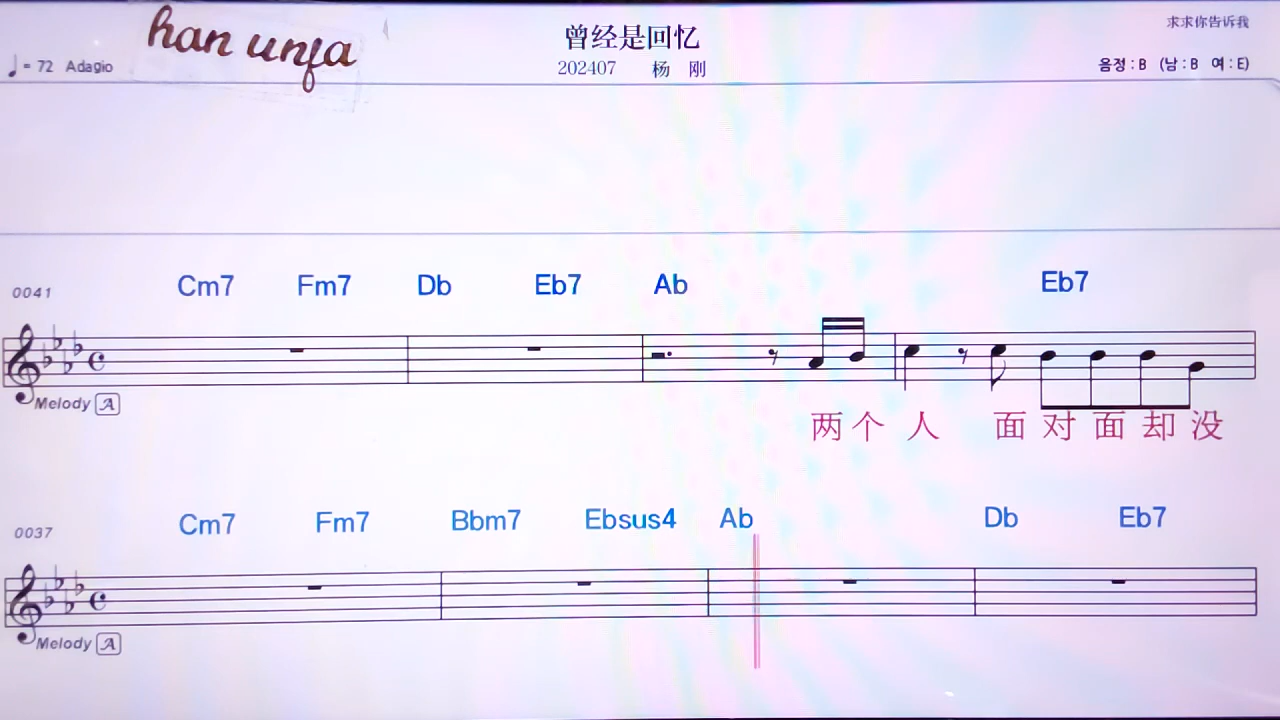 han unfa
曾经是回忆
求求你告诉我
♩= 72 Adagio
202407 杨 刚
음정 : B (남 : B 여 : E)
0041 Cm7 Fm7 Db Eb7 Ab Eb7
Melody A
两个人 面对面却没
0037 Cm7 Fm7 Bbm7 Ebsus4 Ab Db Eb7
Melody A